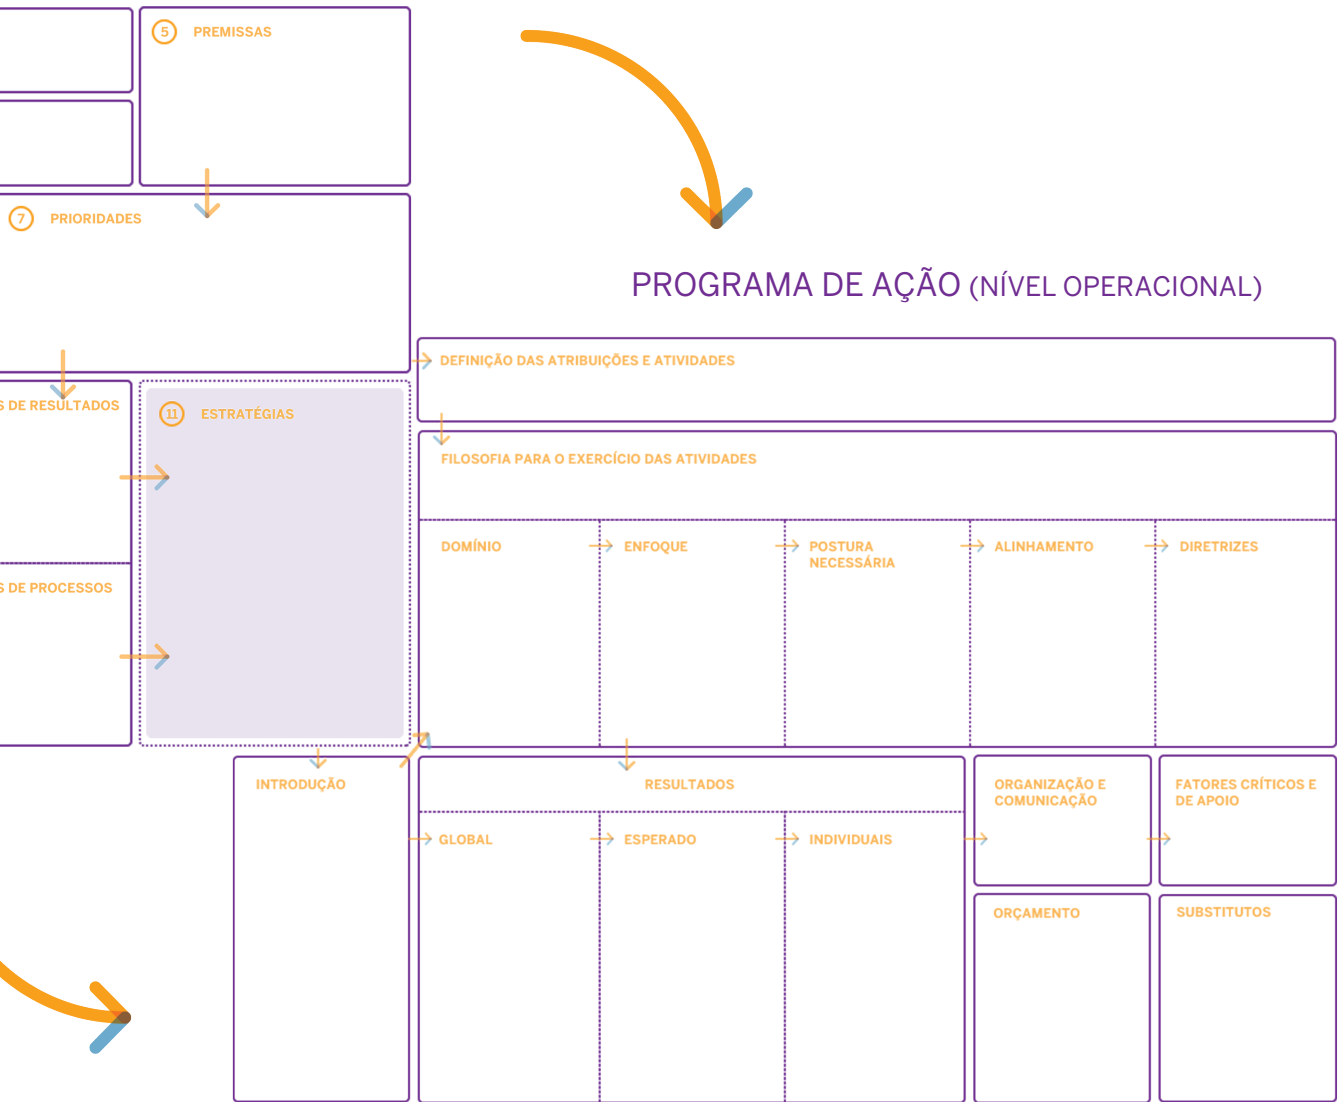 5 PREMISSAS
7 PRIORIDADES
PROGRAMA DE AÇÃO (NÍVEL OPERACIONAL)
DEFINIÇÃO DAS ATRIBUIÇÕES E ATIVIDADES
S DE RESULTADOS
11 ESTRATÉGIAS
FILOSOFIA PARA O EXERCÍCIO DAS ATIVIDADES
DOMÍNIO
ENFOQUE
POSTURA
NECESSÁRIA
ALINHAMENTO
DIRETRIZES
S DE PROCESSOS
INTRODUÇÃO
RESULTADOS
GLOBAL
ESPERADO
INDIVIDUAIS
ORGANIZAÇÃO E
COMUNICAÇÃO
FATORES CRÍTICOS E
DE APOIO
ORÇAMENTO
SUBSTITUTOS